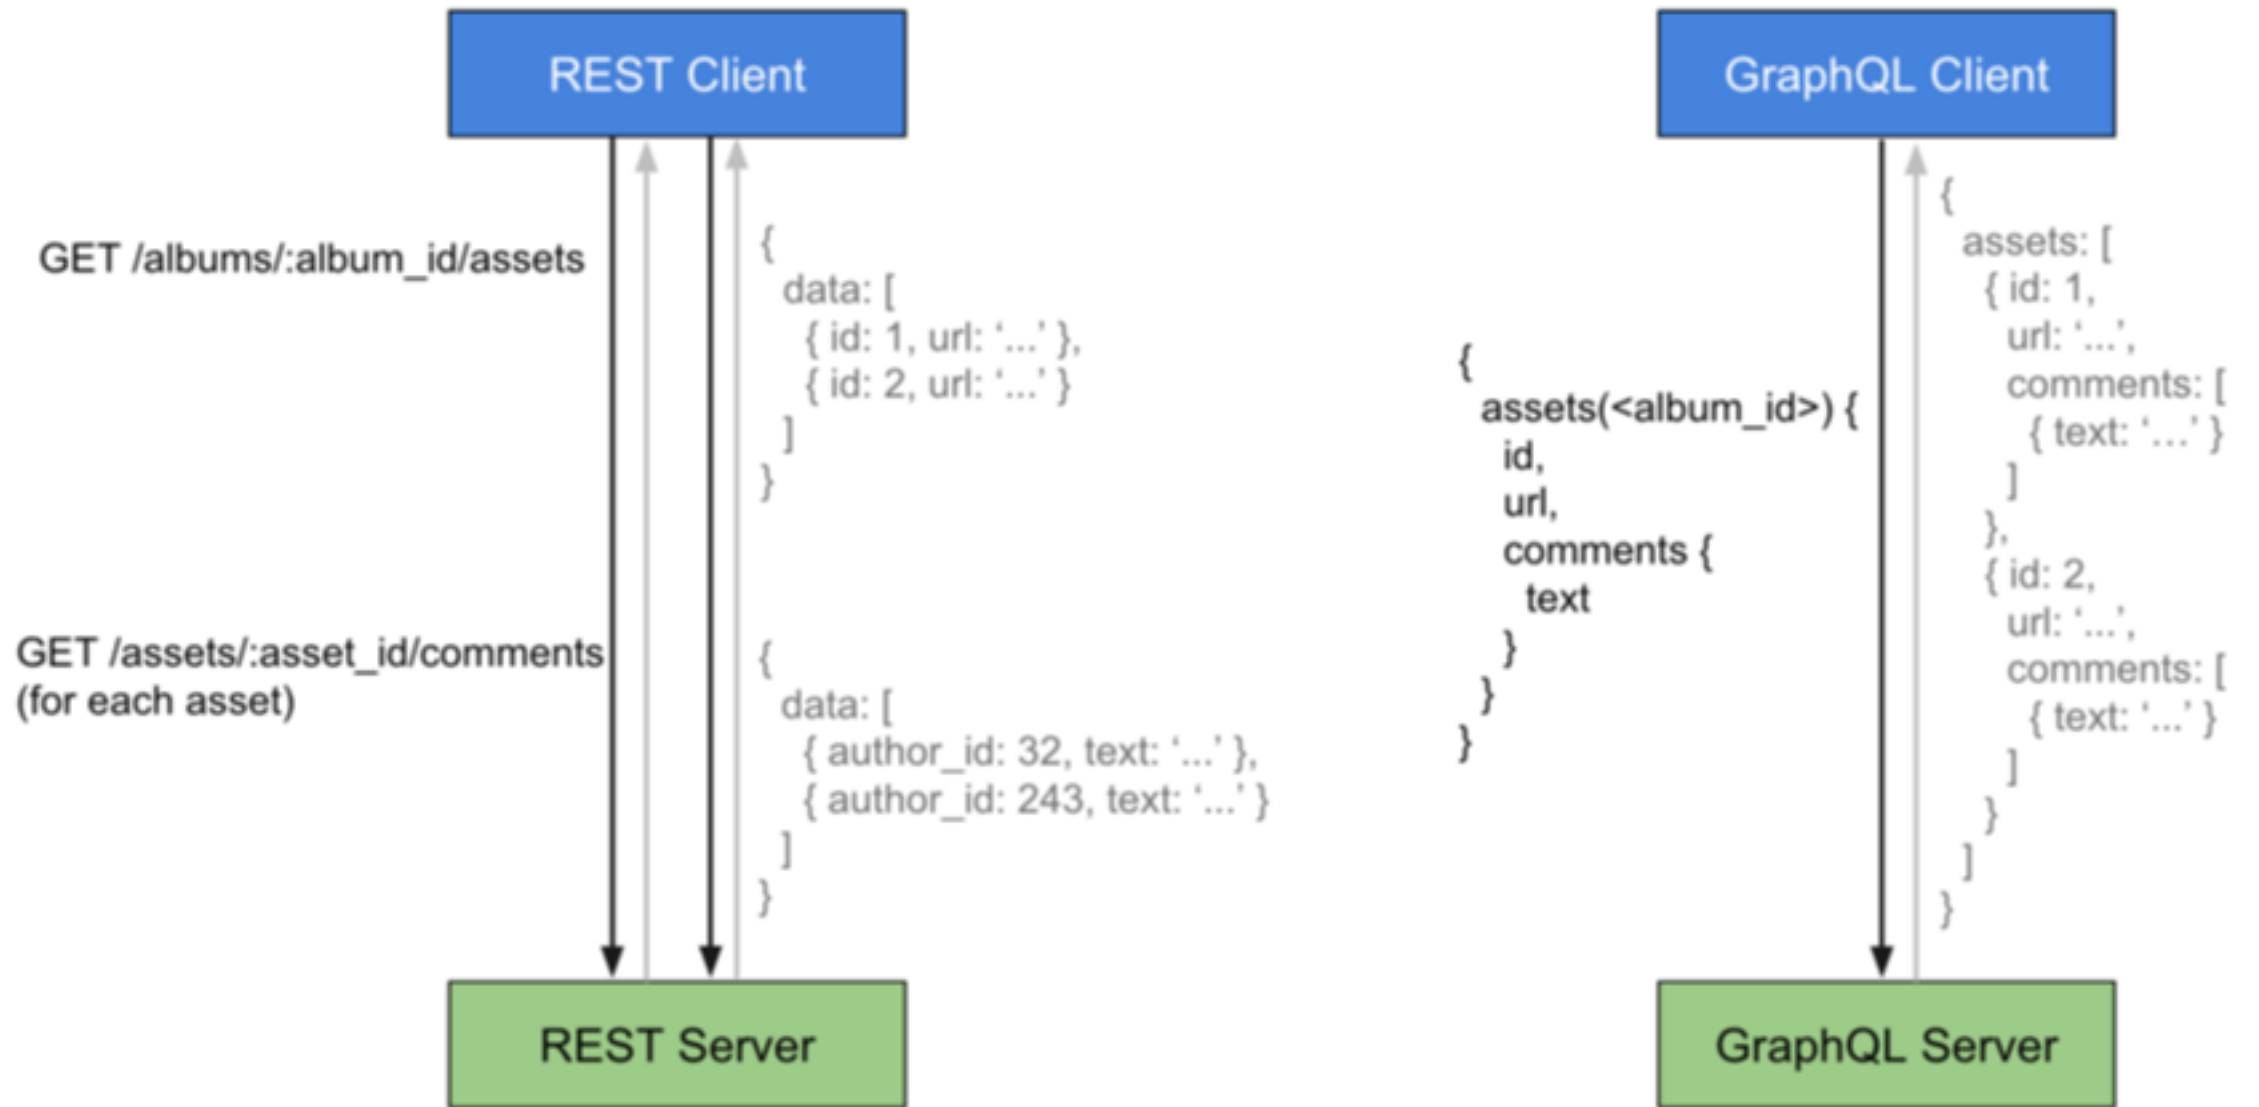 REST Client
GET /albums/:album_id/assets
{
data: [
{ id: 1, url: ‘...’ },
{ id: 2, url: ‘...’ }
]
}
GET /assets/:asset_id/comments
(for each asset)
{
data: [
{ author_id: 32, text: ‘...’ },
{ author_id: 243, text: ‘...’ }
]
}
REST Server
GraphQL Client
{
assets(<album_id>) {
id,
url,
comments {
text
}
}
}
{
assets: [
{ id: 1,
url: ‘...’,
comments: [
{ text: ‘...’ }
]
},
{ id: 2,
url: ‘...’,
comments: [
{ text: ‘...’ }
]
}
]
}
GraphQL Server